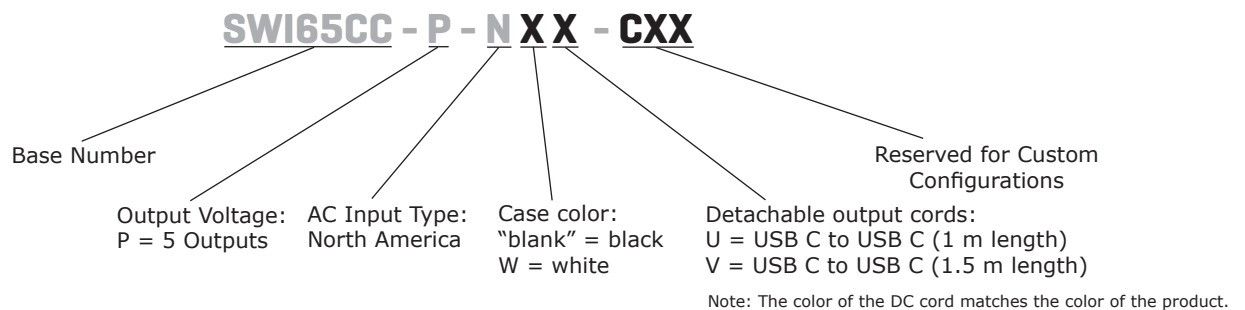 SWI65CC - P - N X X - CXX
Base Number
Output Voltage:
P = 5 Outputs
AC Input Type:
North America
Case color:
“blank” = black
W = white
Detachable output cords:
U = USB C to USB C (1 m length)
V = USB C to USB C (1.5 m length)
Reserved for Custom
Configurations
Note: The color of the DC cord matches the color of the product.